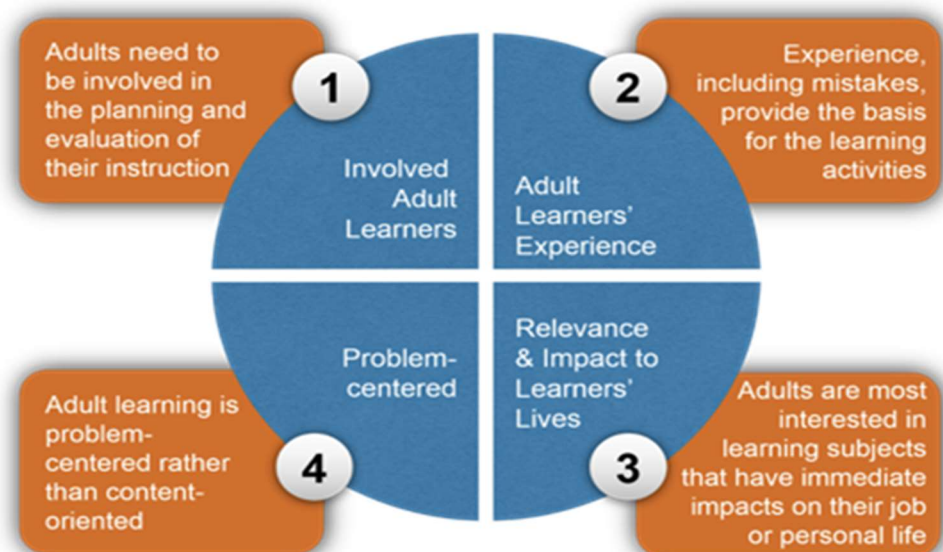 Adults need to
be involved in
the planning and
evaluation of
their instruction
1
Involved
Adult
Learners
2
Experience,
including mistakes,
provide the basis
for the learning
activities
Adult
Learners'
Experience
Relevance
& Impact to
Learners'
Lives
3
Adults are most
interested in
learning subjects
that have immediate
impacts on their job
or personal life
Problem-
centered
4
Adult learning is
problem-
centered rather
than content-
oriented